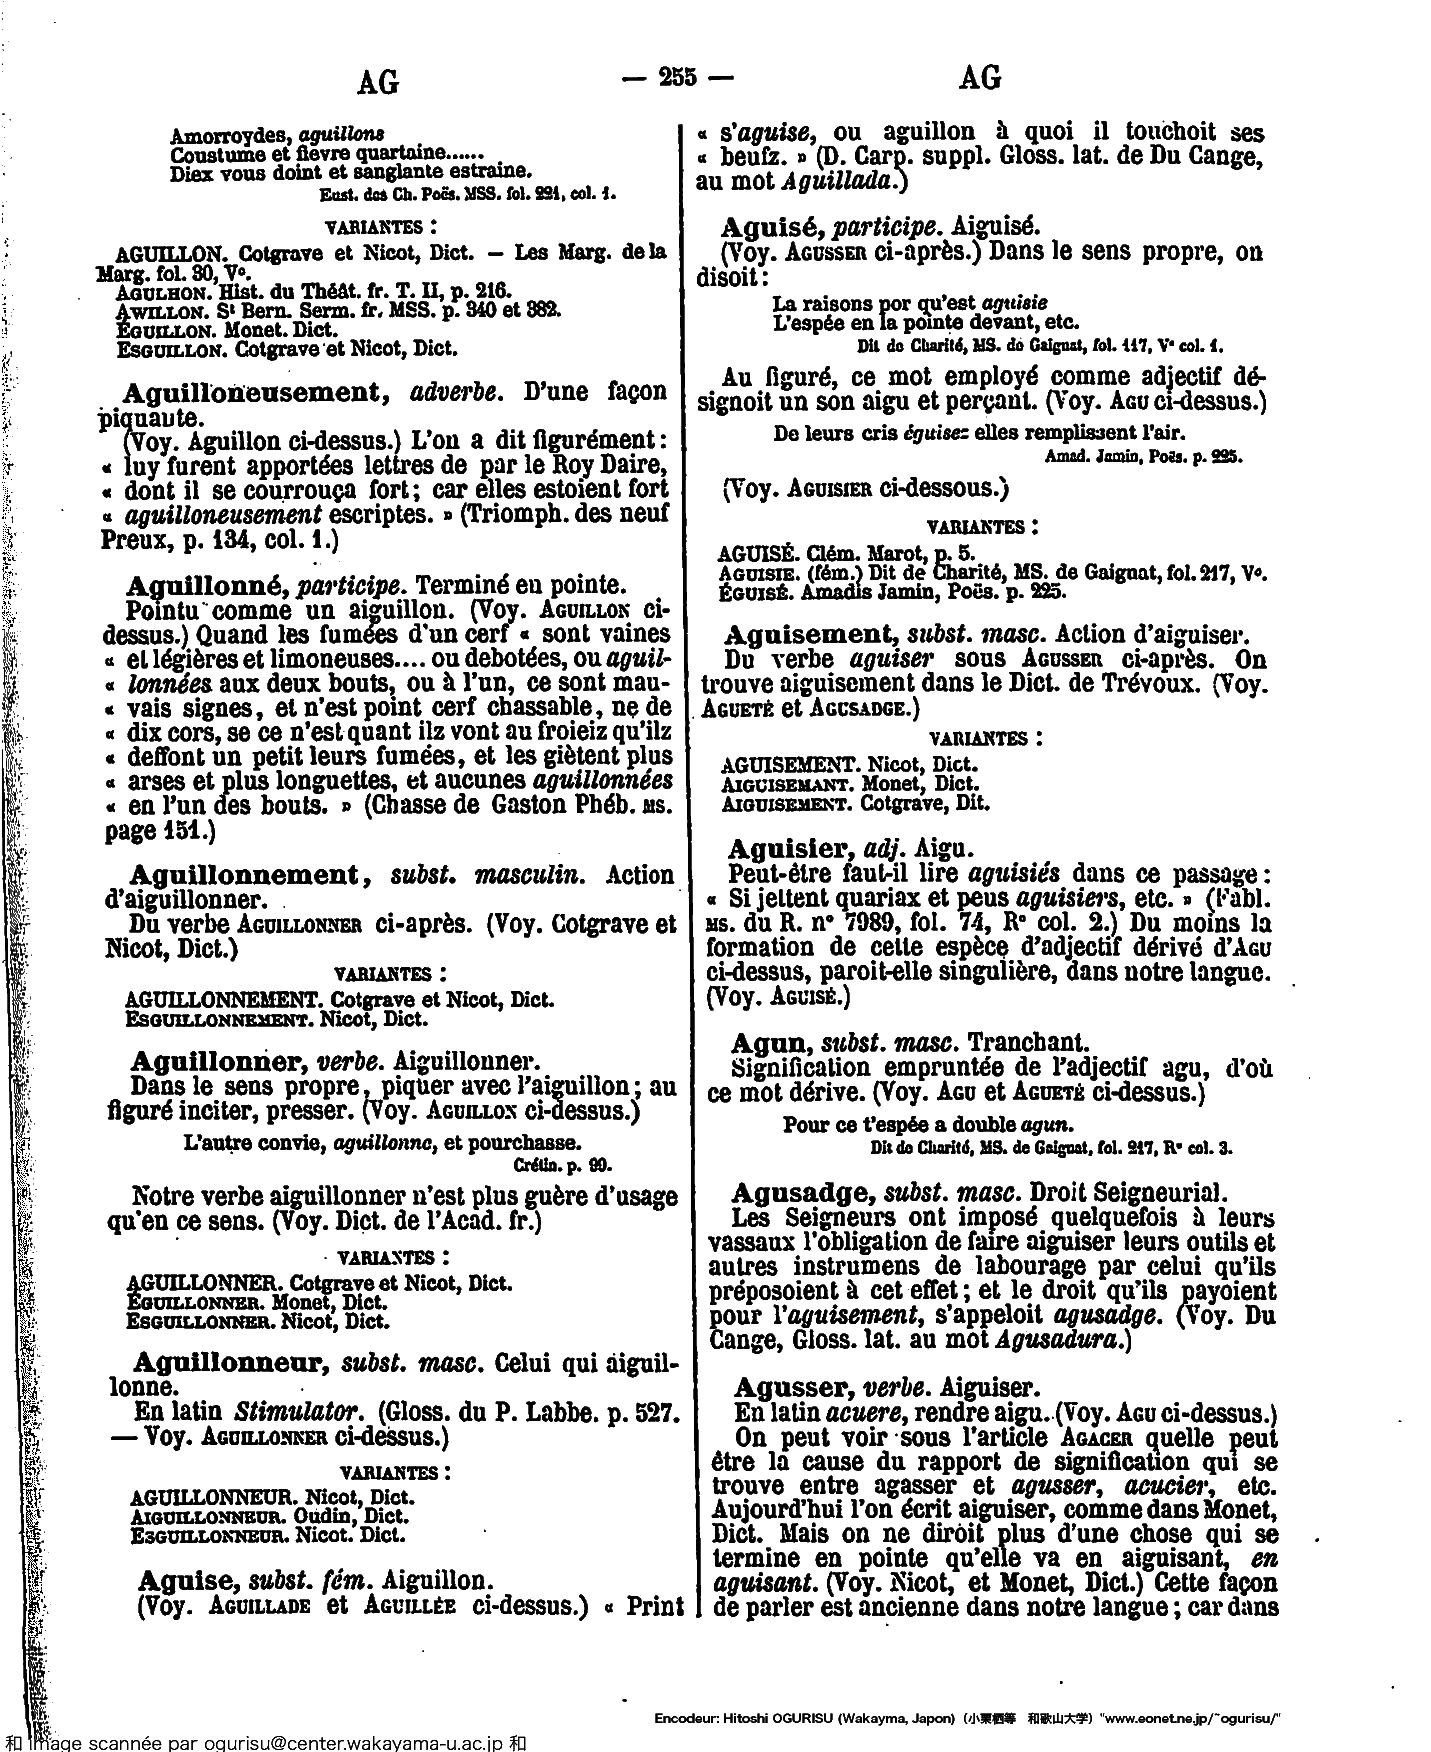 AG
— 255 —
AG
Amorroydes, aguillons
Coustume et fievre quartaine......
Diex vous doint et sanglante estraine.
Eust. des Ch. Poës. MSS. fol. 221, col. 1.
VARIANTES :
AGUILLON. Cotgrave et Nicot, Dict. — Les Marg. de la
Marg. fol. 30, Vo.
AGULHON. Hist. du Théât. fr. T. II, p. 216.
AWILLON. St Bern. Serm. fr. MSS. p. 340 et 382.
EGUILLON. Monet. Dict.
ESGUILLON. Cotgrave et Nicot, Dict.
Aguilloneusement, adverbe. D'une façon
piquaute.
(Voy. Aguillon ci-dessus.) L'on a dit figurément :
« luy furent apportées lettres de par le Roy Daire,
« dont il se courrouça fort ; car elles estoient fort
« aguilloneusement escriptes. » (Triomph. des neuf
Preux, p. 134, col. 1.)
Aguillonné, participe. Terminé en pointe.
Pointu comme un aiguillon. (Voy. AGUILLON ci-
dessus.) Quand les fumées d'un cerf « sont vaines
« et légières et limoneuses.... ou debotées, ou aguil-
« lonnées aux deux bouts, ou à l'un, ce sont mau-
« vais signes, et n'est point cerf chassable, ne de
« dix cors, se ce n'est quant ilz vont au froieiz qu'ilz
« deffont un petit leurs fumées, et les giètent plus
« arses et plus longuettes, et aucunes aguillonnées
« en l'un des bouts. » (Chasse de Gaston Phéb. MS.
page 151.)
Aguillonnement, subst. masculin. Action
d'aiguillonner.
Du verbe AGUILLONNER ci-après. (Voy. Cotgrave et
Nicot, Dict.)
VARIANTES :
AGUILLONNEMENT. Cotgrave et Nicot, Dict.
ESGUILLONNEMENT. Nicot, Dict.
Aguillonner, verbe. Aiguillonner.
Dans le sens propre, piquer avec l'aiguillon ; au
figuré inciter, presser. (Voy. AGUILLON ci-dessus.)
L'autre convie, aguillonne, et pourchasse.
Crétin. p. 99.
Notre verbe aiguillonner n'est plus guère d'usage
qu'en ce sens. (Voy. Dict. de l'Acad. fr.)
VARIANTES :
AGUILLONNER. Cotgrave et Nicot, Dict.
EGUILLONNER. Monet, Dict.
ESGUILLONNER. Nicot, Dict.
Aguillonneur, subst. masc. Celui qui aiguil-
lonne.
En latin Stimulator. (Gloss. du P. Labbe. p. 527.
— Voy. AGUILLONNER ci-dessus.)
VARIANTES :
AGUILLONNEUR. Nicot, Dict.
AIGUILLONNEUR. Oudin, Dict.
ESGUILLONNEUR. Nicot. Dict.
Aguise, subst. fém. Aiguillon.
(Voy. AGUILLADE et AGUILLÉE ci-dessus.) « Print
« s'aguise, ou aguillon à quoi il touchoit ses
« beufz. » (D. Carp. suppl. Gloss. lat. de Du Cange,
au mot Aguillada.)
Aguisé, participe. Aiguisé.
(Voy. AGUSSER ci-après.) Dans le sens propre, on
disoit :
La raisons por qu'est aguisie
L'espée en la pointe devant, etc.
Dit de Charité, MS. de Gaignat, fol. 117, Vo col. 1.
Au figuré, ce mot employé comme adjectif dé-
signoit un son aigu et perçant. (Voy. AGU ci-dessus.)
De leurs cris éguisez elles remplissent l'air.
Amad. Jamin, Poës. p. 225.
(Voy. AGUISIER ci-dessous.)
VARIANTES :
AGUISÉ. Clém. Marot, p. 5.
AGUISIE. (fém.) Dit de Charité, MS. de Gaignat, fol. 217, Vo.
ÉGUISÉ. Amadis Jamin, Poës. p. 225.
Aguisement, subst. masc. Action d'aiguiser.
Du verbe aguiser sous AGUSSER ci-après. On
trouve aiguisement dans le Dict. de Trévoux. (Voy.
AGUETÉ et AGUSADGE.)
VARIANTES :
AGUISEMENT. Nicot, Dict.
AIGUISEMANT. Monet, Dict.
AIGUISEMENT. Cotgrave, Dit.
Aguisier, adj. Aigu.
Peut-être faut-il lire aguisiés dans ce passage :
« Si jettent quariax et peus aguisiers, etc. » (Fabl.
MS. du R. no 7989, fol. 74, Ro col. 2.) Du moins la
formation de cette espèce d'adjectif dérivé d'AGU
ci-dessus, paroit-elle singulière, dans notre langue.
(Voy. AGUISÉ.)
Agun, subst. masc. Tranchant.
Signification empruntée de l'adjectif agu, d'où
ce mot dérive. (Voy. AGU et AGUETÉ ci-dessus.)
Pour ce t'espée a double agun.
Dit de Charité, MS. de Gaignat, fol. 217, Ro col. 3.
Agusadge, subst. masc. Droit Seigneurial.
Les Seigneurs ont imposé quelquefois à leurs
vassaux l'obligation de faire aiguiser leurs outils et
autres instrumens de labourage par celui qu'ils
préposoient à cet effet ; et le droit qu'ils payoient
pour l'aguisement, s'appeloit agusadge. (Voy. Du
Cange, Gloss. lat. au mot Agusadura.)
Agusser, verbe. Aiguiser.
En latin acuere, rendre aigu. (Voy. AGU ci-dessus.)
On peut voir sous l'article AGACER quelle peut
être la cause du rapport de signification qui se
trouve entre agasser et agusser, acucier, etc.
Aujourd'hui l'on écrit aiguiser, comme dans Monet,
Dict. Mais on ne diroit plus d'une chose qui se
termine en pointe qu'elle va en aiguisant, en
aguisant. (Voy. Nicot, et Monet, Dict.) Cette façon
de parler est ancienne dans notre langue ; car dans
Encodeur: Hitoshi OGURISU (Wakayma, Japon) (小栗栖等 和歌山大学) "www.eonet.ne.jp/~ogurisu/"
和 Image scannée par ogurisu@center.wakayama-u.ac.jp 和